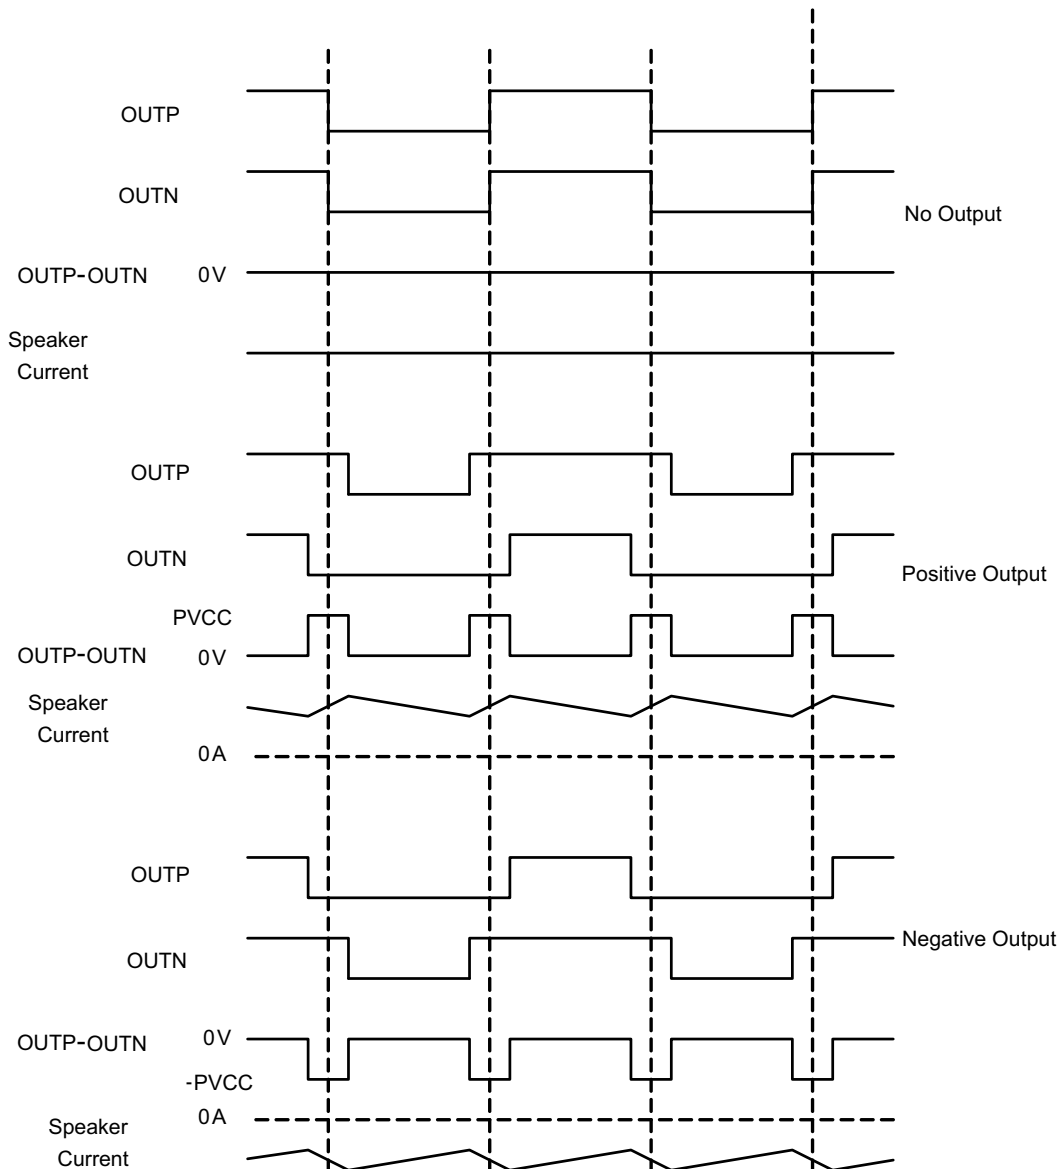 OUTP
OUTN
No Output
OUTP-OUTN 0V
Speaker
Current
OUTP
OUTN
Positive Output
PVCC
OUTP-OUTN 0V
Speaker
Current
0A
OUTP
Negative Output
OUTN
OUTP-OUTN 0V
-PVCC
0A
Speaker
Current